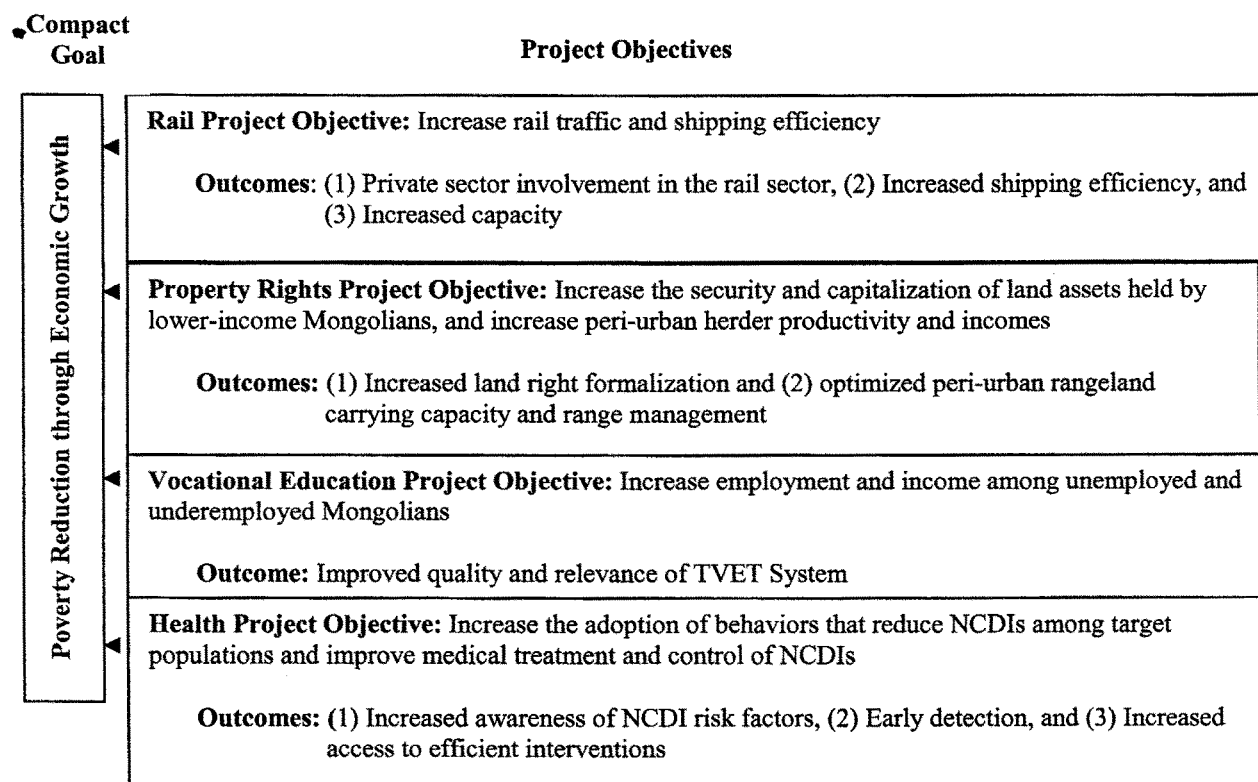 Compact
Goal
Project Objectives
Poverty Reduction through Economic Growth
Rail Project Objective: Increase rail traffic and shipping efficiency
Outcomes: (1) Private sector involvement in the rail sector, (2) Increased shipping efficiency, and
(3) Increased capacity
Property Rights Project Objective: Increase the security and capitalization of land assets held by
lower-income Mongolians, and increase peri-urban herder productivity and incomes
Outcomes: (1) Increased land right formalization and (2) optimized peri-urban rangeland
carrying capacity and range management
Vocational Education Project Objective: Increase employment and income among unemployed and
underemployed Mongolians
Outcome: Improved quality and relevance of TVET System
Health Project Objective: Increase the adoption of behaviors that reduce NCDIs among target
populations and improve medical treatment and control of NCDIs
Outcomes: (1) Increased awareness of NCDI risk factors, (2) Early detection, and (3) Increased
access to efficient interventions